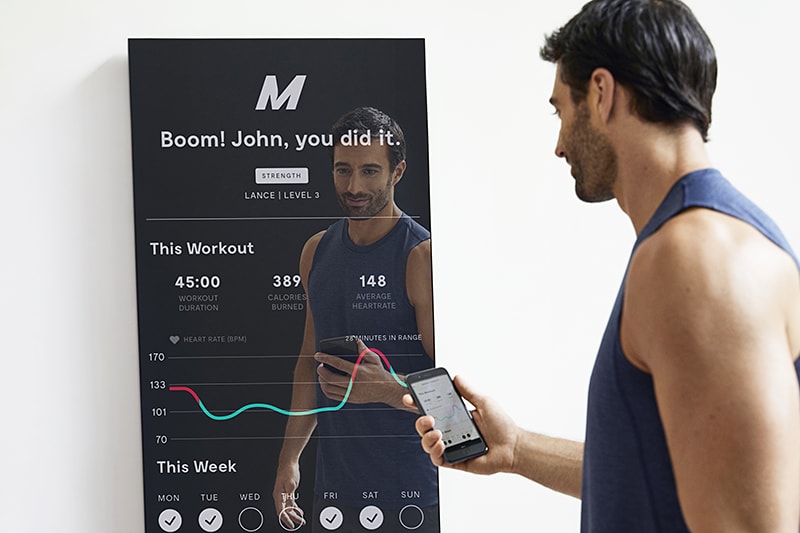 M
Boom! John, you did it.
STRENGTH
LANCE | LEVEL 3
This Workout
45:00 389 148
WORKOUT DURATION CALORIES BURNED AVERAGE HEARTRATE
HEART RATE (BPM) 28 MINUTES IN RANGE
170
133
101
70
This Week
MON TUE WED THU FRI SAT SUN